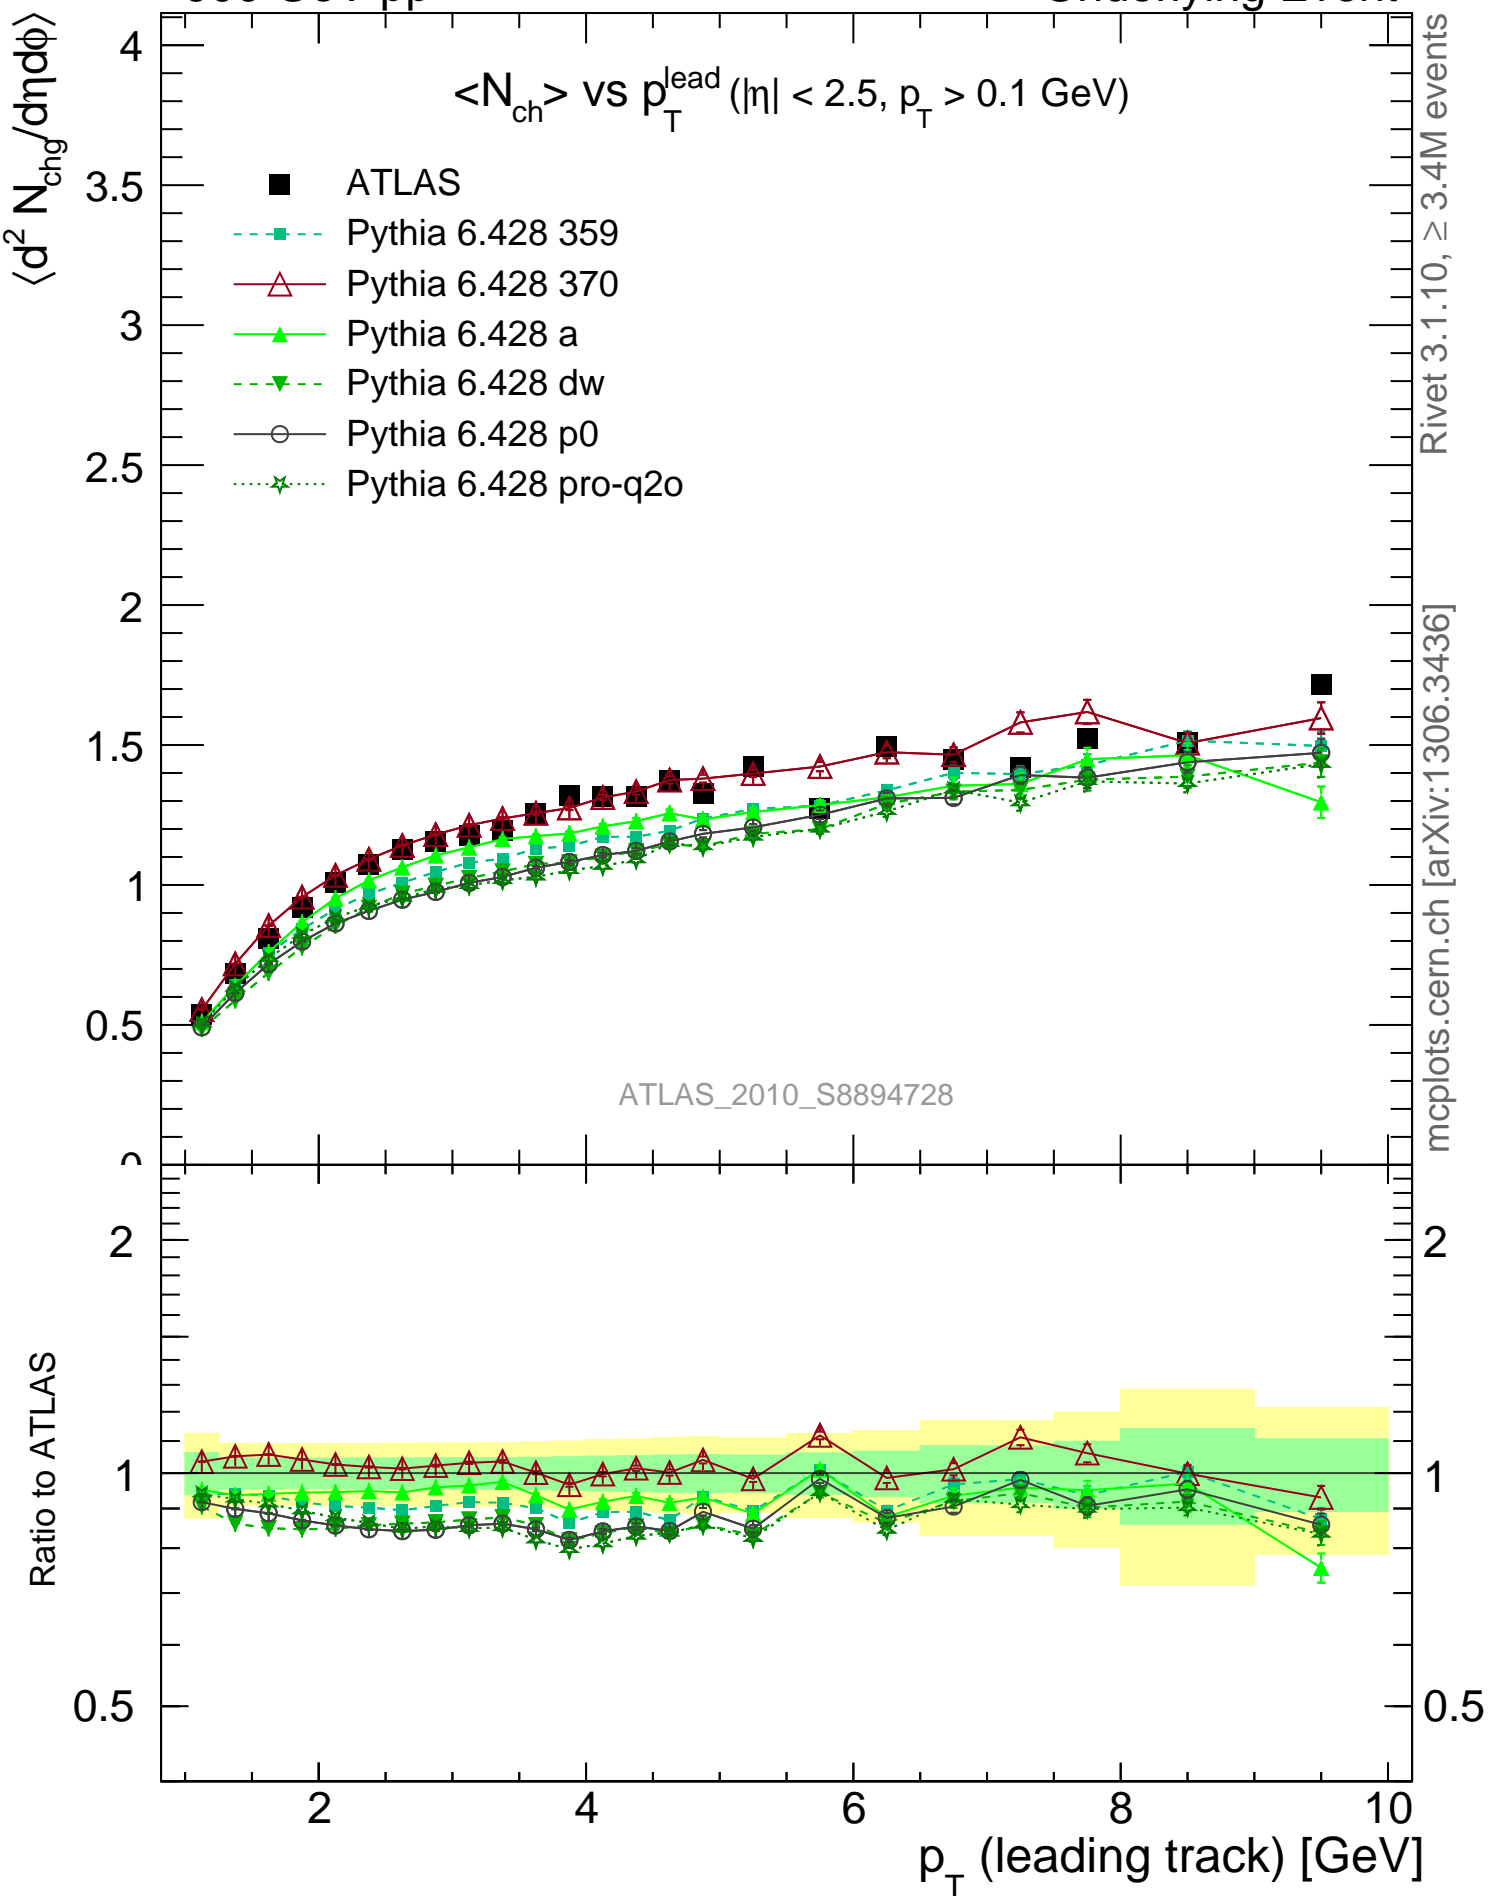 ⟨d² N_chg/dηdϕ⟩
<N_ch> vs p_T^lead (|η| < 2.5, p_T > 0.1 GeV)
ATLAS
Pythia 6.428 359
Pythia 6.428 370
Pythia 6.428 a
Pythia 6.428 dw
Pythia 6.428 p0
Pythia 6.428 pro-q2o
4
3.5
3
2.5
2
1.5
1
0.5
0
ATLAS_2010_S8894728
Rivet 3.1.10, ≥ 3.4M events
mcplots.cern.ch [arXiv:1306.3436]
Ratio to ATLAS
2
1
0.5
2
1
0.5
2 4 6 8 10
p_T (leading track) [GeV]